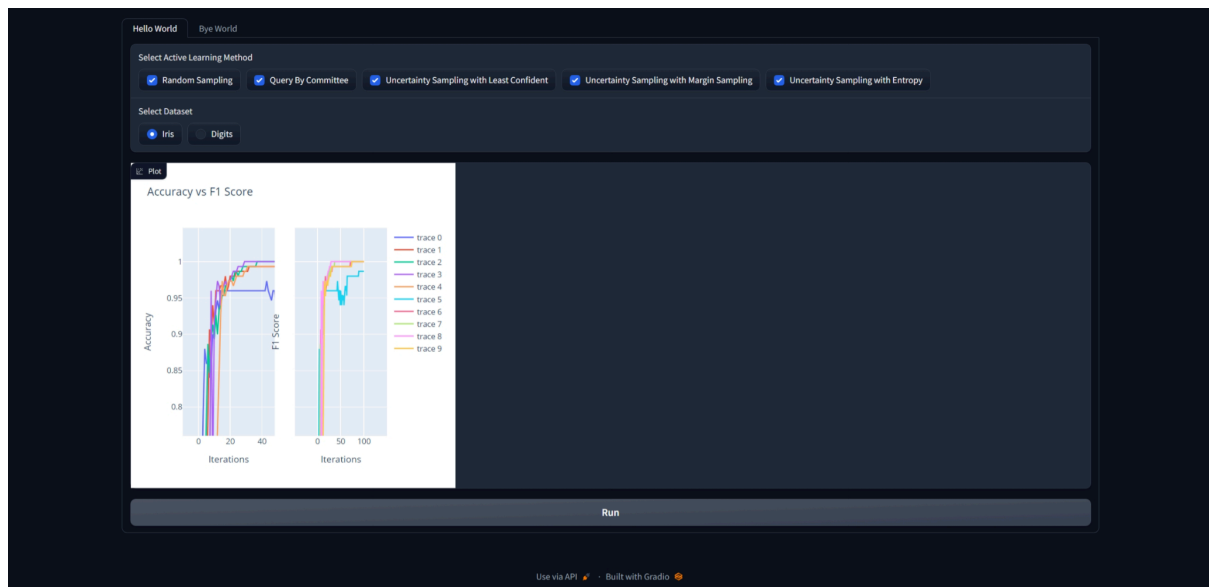 Hello World Bye World
Select Active Learning Method
Random Sampling Query By Committee Uncertainty Sampling with Least Confident Uncertainty Sampling with Margin Sampling Uncertainty Sampling with Entropy
Select Dataset
Iris Digits
Plot
Accuracy vs F1 Score
trace 0
trace 1
trace 2
trace 3
trace 4
trace 5
trace 6
trace 7
trace 8
trace 9
1
0.95
0.9
0.85
0.8
Accuracy
F1 Score
0 20 40 0 50 100
Iterations Iterations
Run
Use via API · Built with Gradio